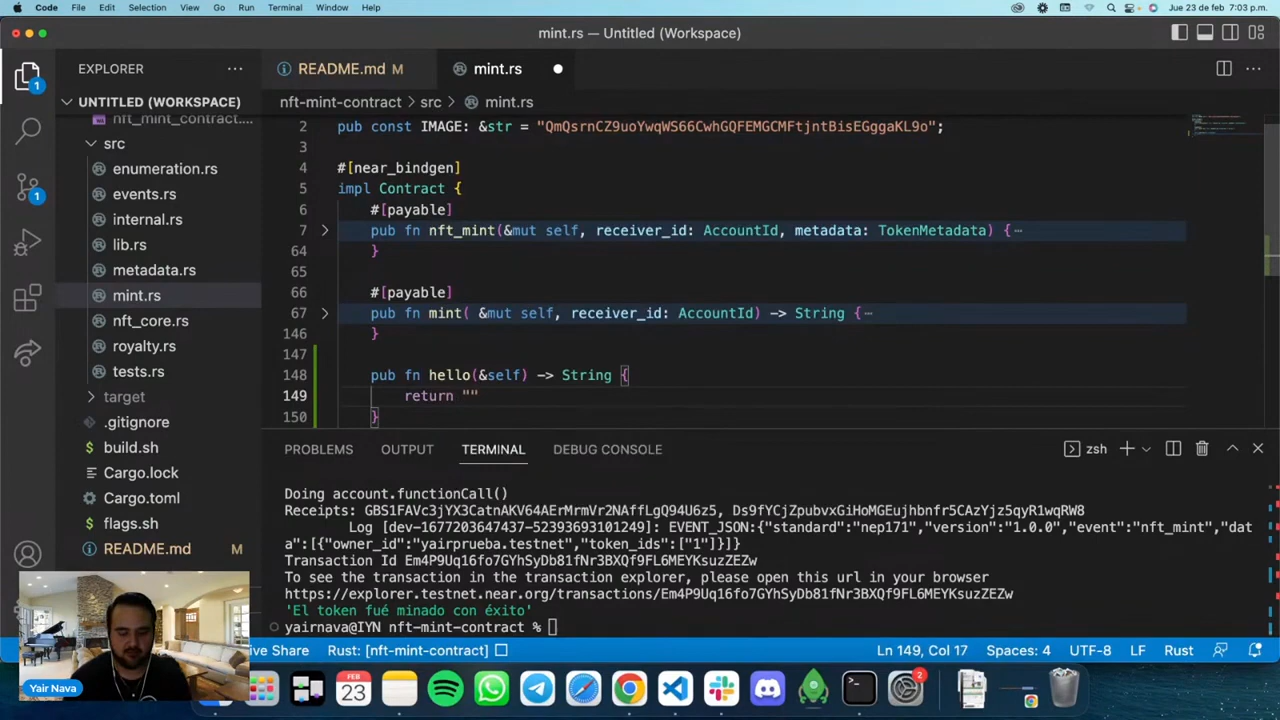 Code File Edit Selection View Go Run Terminal Window Help Jue 23 de feb 7:03 p.m.
mint.rs — Untitled (Workspace)
EXPLORER ...
README.md M mint.rs
UNTITLED (WORKSPACE)
nft-mint-contract > src > mint.rs
nft_mint_contract....
src
enumeration.rs
events.rs
internal.rs
lib.rs
metadata.rs
mint.rs
nft_core.rs
royalty.rs
tests.rs
target
.gitignore
build.sh
Cargo.lock
Cargo.toml
flags.sh
README.md M
2 pub const IMAGE: &str = "QmQsrnCZ9uoYwqWS66CwhGQFEMGCMFtjntBisEGggaKL9o";
3
4 #[near_bindgen]
5 impl Contract {
6 #[payable]
7 pub fn nft_mint(&mut self, receiver_id: AccountId, metadata: TokenMetadata) {⋯
64 }
65
66 #[payable]
67 pub fn mint( &mut self, receiver_id: AccountId) -> String {⋯
146 }
147
148 pub fn hello(&self) -> String {
149 return ""
150 }
PROBLEMS OUTPUT TERMINAL DEBUG CONSOLE zsh
Doing account.functionCall()
Receipts: GBS1FAVc3jYX3CatnAKV64AErMrmVr2NAffLgQ94U6z5, Ds9fYCjZpubvxGiHoMGEujhbnfr5CAzYjz5qyR1wqRW8
Log [dev-1677203647437-52393693101249]: EVENT_JSON:{"standard":"nep171","version":"1.0.0","event":"nft_mint","dat
a":[{"owner_id":"yairprueba.testnet","token_ids":["1"]}]}
Transaction Id Em4P9Uq16fo7GYhSyDb81fNr3BXQf9FL6MEYKsuzZEZw
To see the transaction in the transaction explorer, please open this url in your browser
https://explorer.testnet.near.org/transactions/Em4P9Uq16fo7GYhSyDb81fNr3BXQf9FL6MEYKsuzZEZw
'El token fué minado con éxito'
yairnava@IYN nft-mint-contract %
ive Share Rust: [nft-mint-contract] Ln 149, Col 17 Spaces: 4 UTF-8 LF Rust
Yair Nava
FEB
23
2
1
1